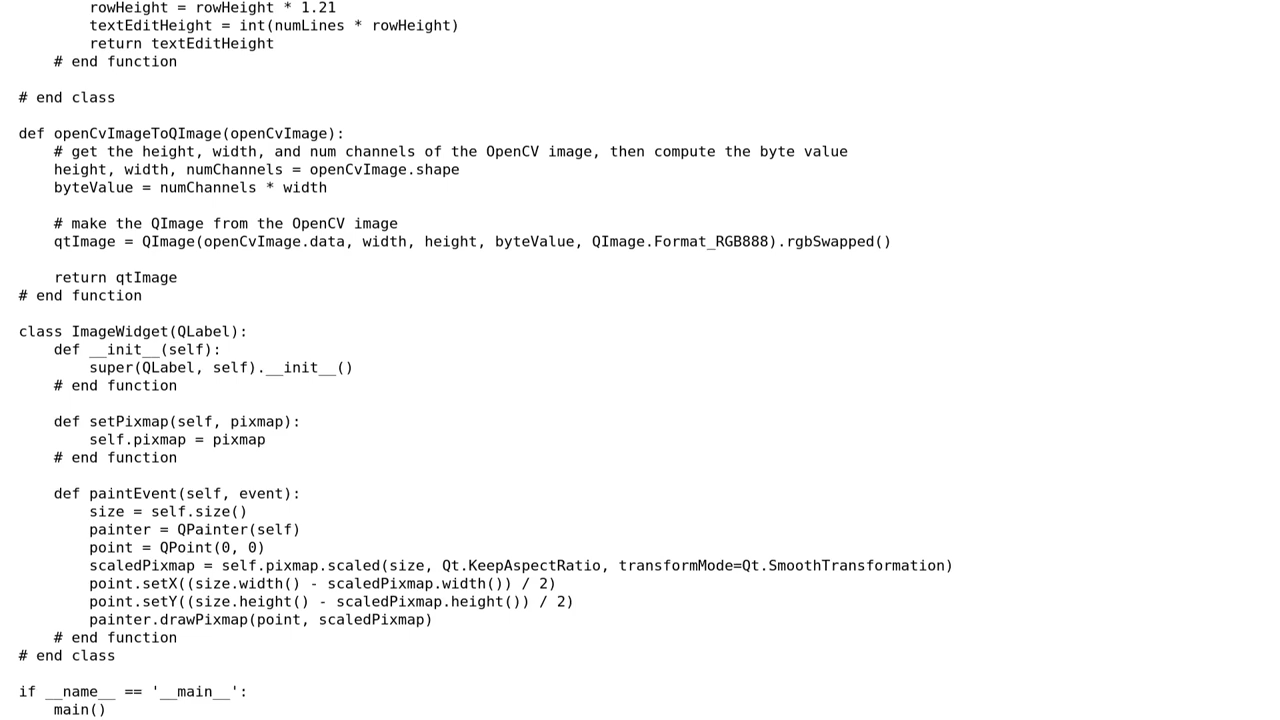 rowHeight = rowHeight * 1.21
        textEditHeight = int(numLines * rowHeight)
        return textEditHeight
    # end function

# end class

def openCvImageToQImage(openCvImage):
    # get the height, width, and num channels of the OpenCV image, then compute the byte value
    height, width, numChannels = openCvImage.shape
    byteValue = numChannels * width

    # make the QImage from the OpenCV image
    qtImage = QImage(openCvImage.data, width, height, byteValue, QImage.Format_RGB888).rgbSwapped()

    return qtImage
# end function

class ImageWidget(QLabel):
    def __init__(self):
        super(QLabel, self).__init__()
    # end function

    def setPixmap(self, pixmap):
        self.pixmap = pixmap
    # end function

    def paintEvent(self, event):
        size = self.size()
        painter = QPainter(self)
        point = QPoint(0, 0)
        scaledPixmap = self.pixmap.scaled(size, Qt.KeepAspectRatio, transformMode=Qt.SmoothTransformation)
        point.setX((size.width() - scaledPixmap.width()) / 2)
        point.setY((size.height() - scaledPixmap.height()) / 2)
        painter.drawPixmap(point, scaledPixmap)
    # end function
# end class

if __name__ == '__main__':
    main()